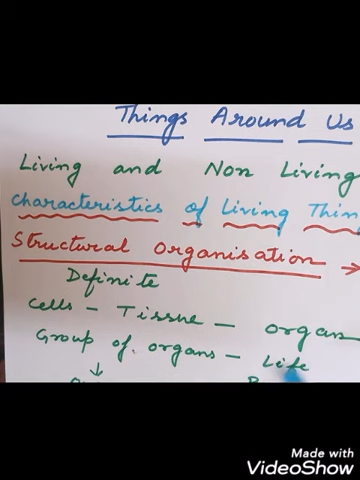 Things Around Us
Living and Non Living
Characteristics of Living Thin
Structural organisation →
Definite
Cells - Tissue - organ
Group of organs - Life
↓
Made with
VideoShow